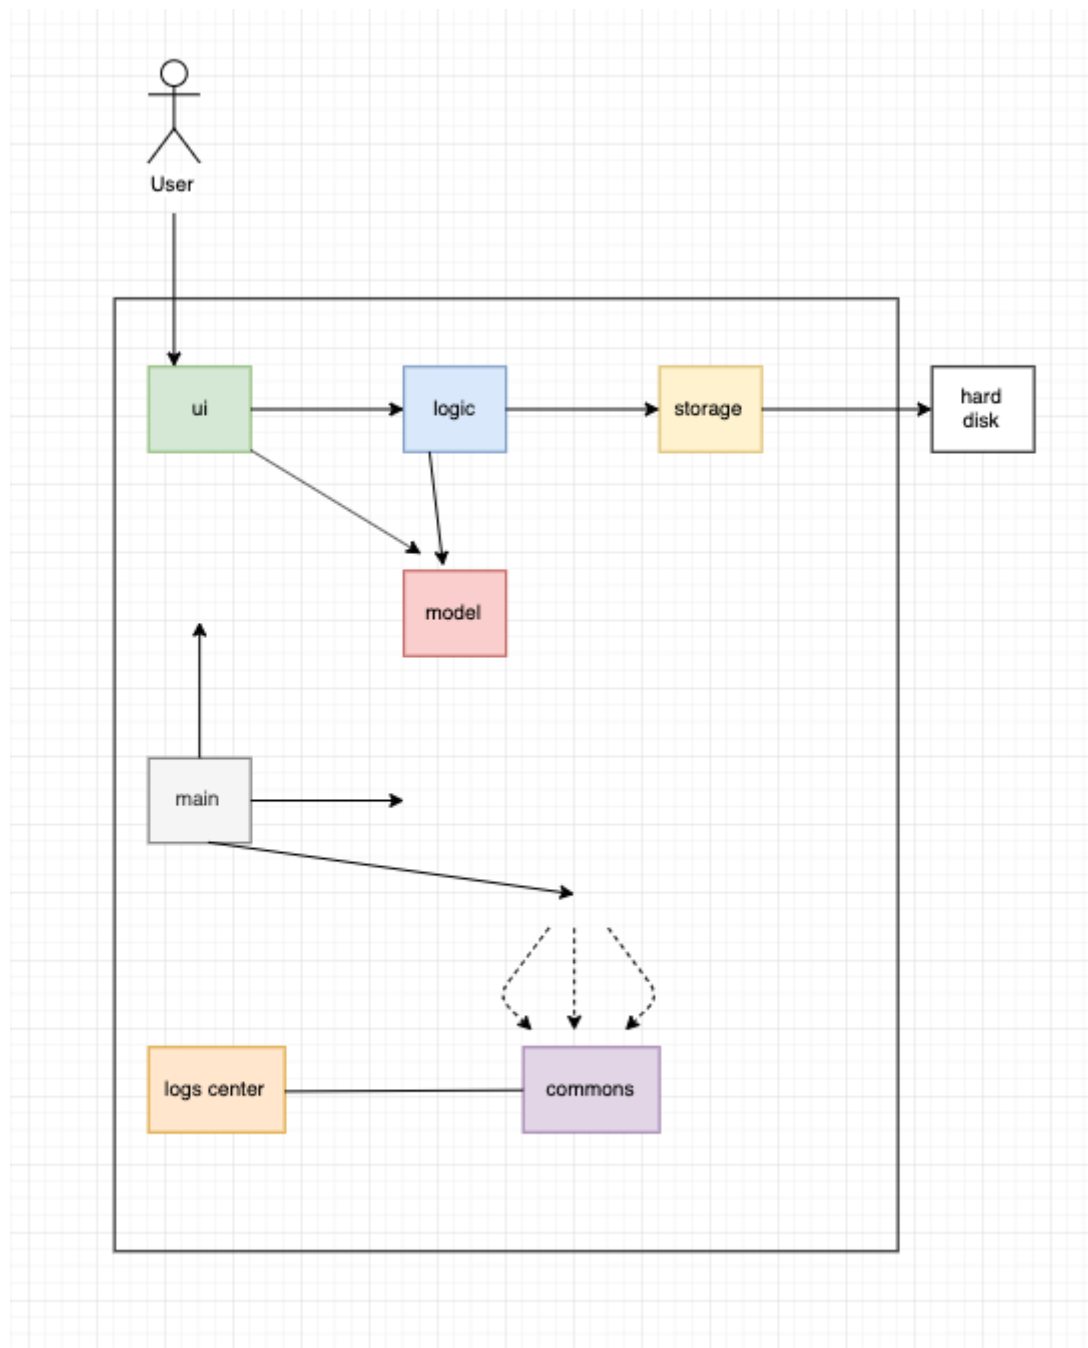 User
ui
logic
storage
hard
disk
model
main
logs center
commons